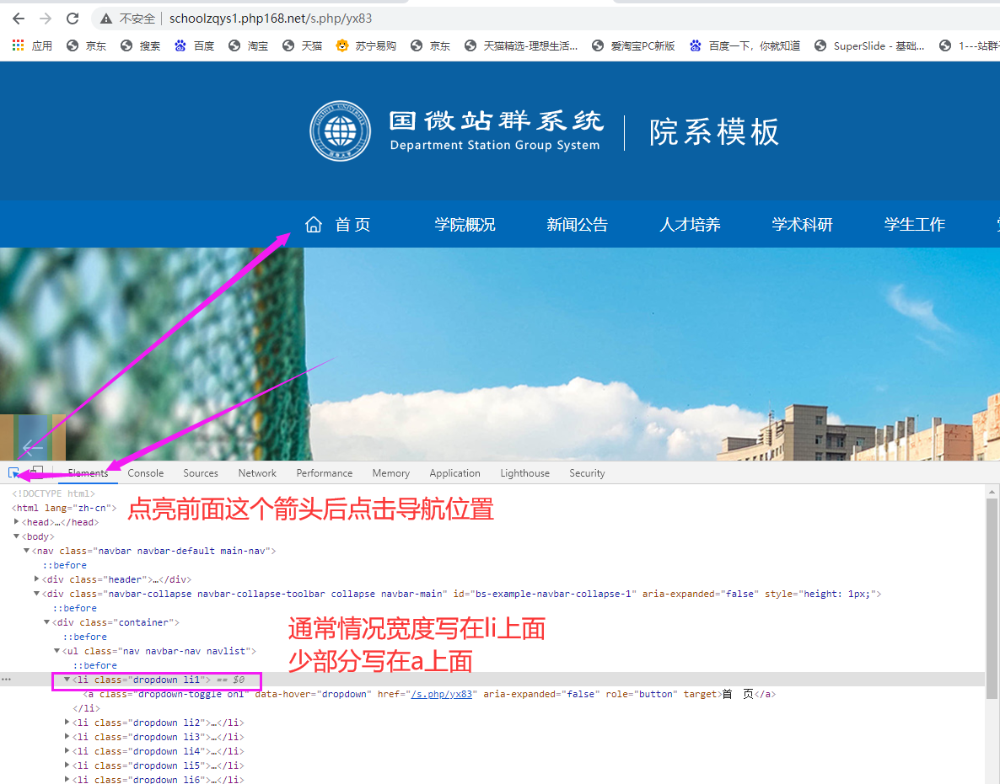 不安全 schoolzqys1.php168.net/s.php/yx83
应用 京东 搜索 百度 淘宝 天猫 苏宁易购 京东 天猫精选-理想生活... 爱淘宝PC新版 百度一下，你就知道 SuperSlide - 基础... 1---站群
国微站群系统 院系模板
Department Station Group System
首 页 学院概况 新闻公告 人才培养 学术科研 学生工作
Elements Console Sources Network Performance Memory Application Lighthouse Security
<!DOCTYPE html>
<html lang="zh-cn">
点亮前面这个箭头后点击导航位置
<head>…</head>
<body>
<nav class="navbar navbar-default main-nav">
::before
<div class="header">…</div>
<div class="navbar-collapse navbar-collapse-toolbar collapse navbar-main" id="bs-example-navbar-collapse-1" aria-expanded="false" style="height: 1px;">
::before
<div class="container">
通常情况宽度写在li上面
::before
<ul class="nav navbar-nav navlist">
少部分写在a上面
::before
<li class="dropdown li1"> == $0
<a class="dropdown-toggle on1" data-hover="dropdown" href="/s.php/yx83" aria-expanded="false" role="button" target>首 页</a>
</li>
<li class="dropdown li2">…</li>
<li class="dropdown li3">…</li>
<li class="dropdown li4">…</li>
<li class="dropdown li5">…</li>
<li class="dropdown li6">…</li>